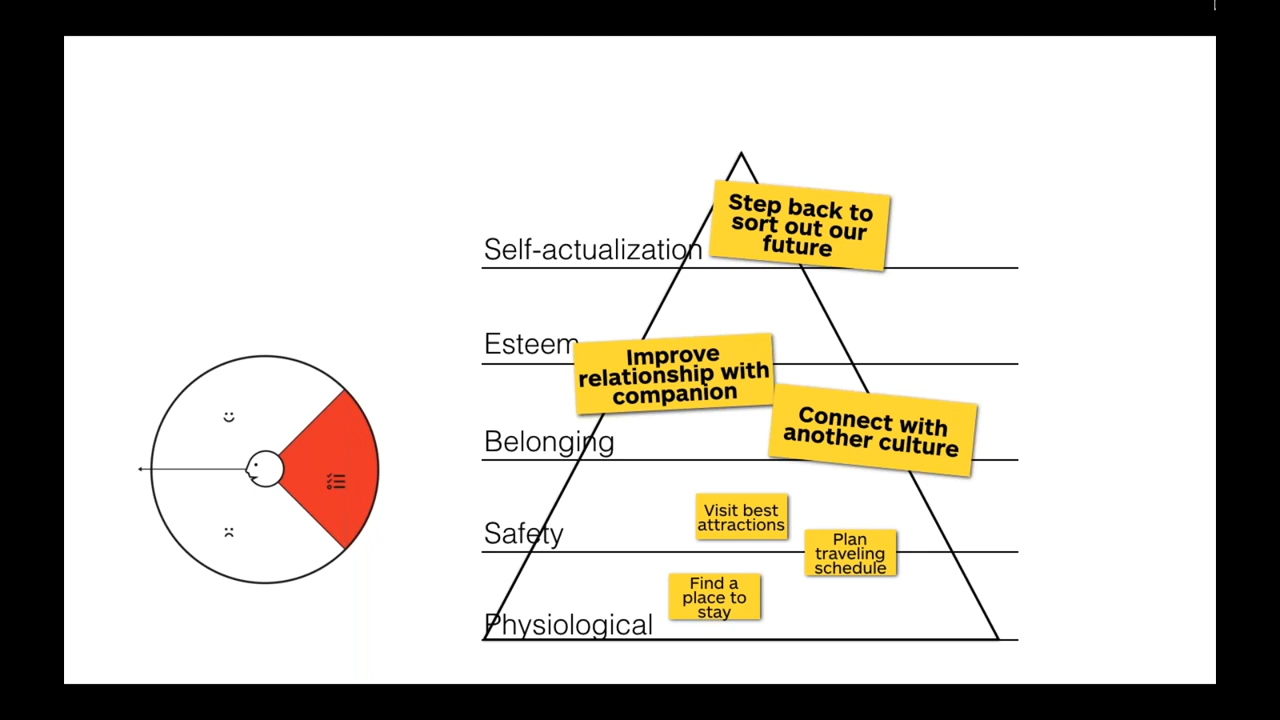 Step back to
sort out our
future
Self-actualization
Esteem
Improve
relationship with
companion
Connect with
another culture
Belonging
Visit best
attractions
Safety
Plan
traveling
schedule
Find a
place to
stay
Physiological